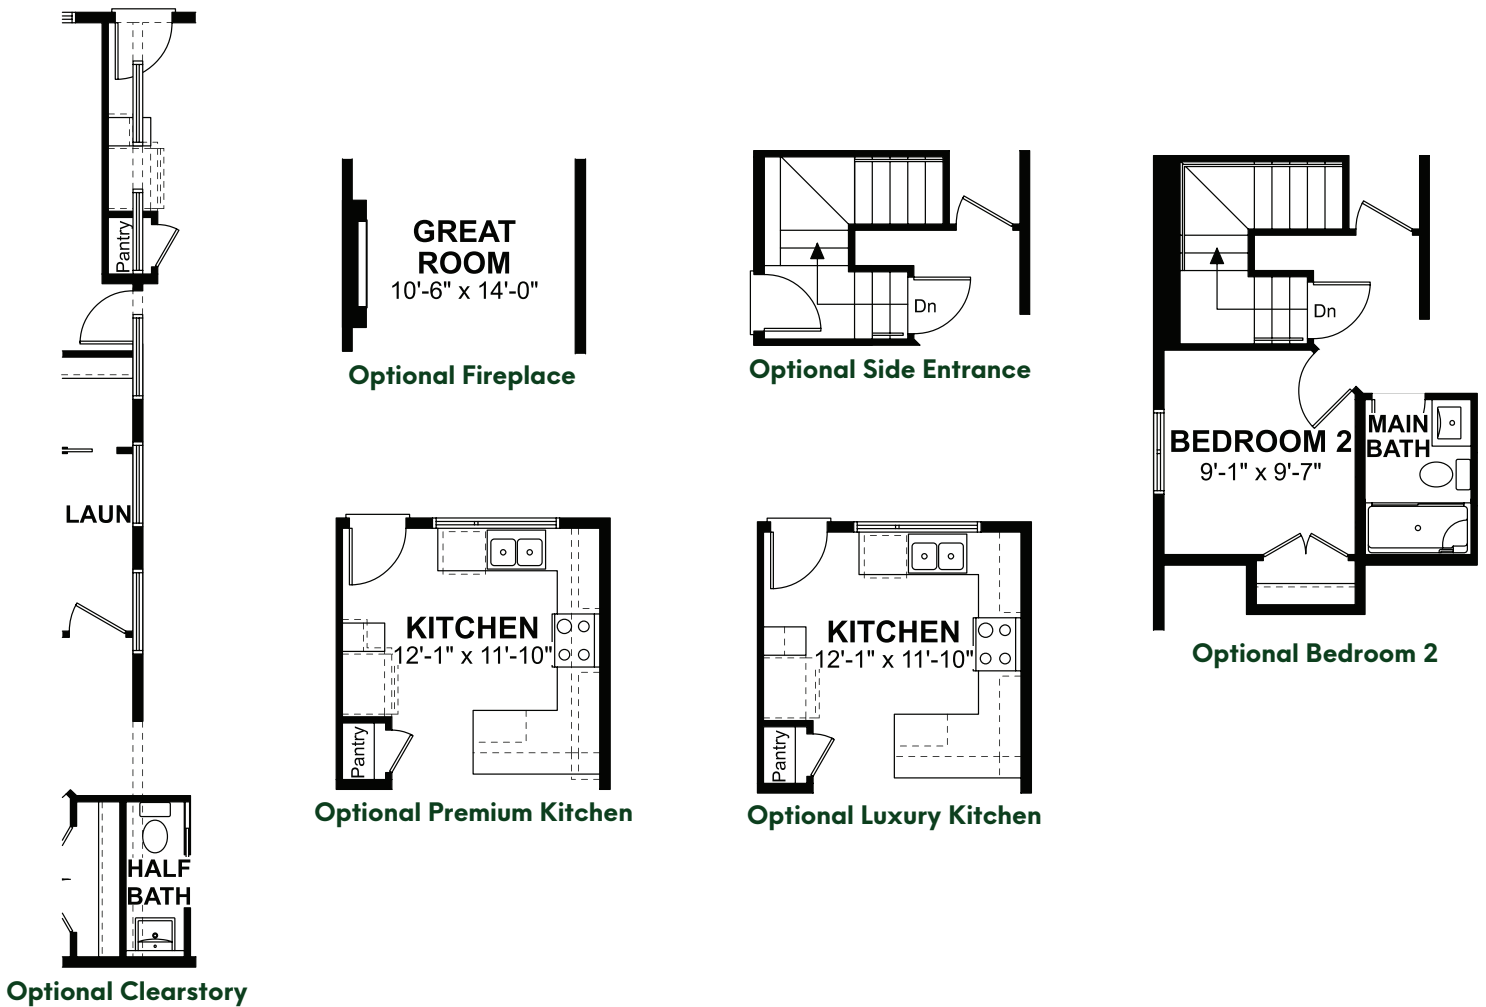 Pantry
LAUN
HALF
BATH
Optional Clearstory
GREAT
ROOM
10'-6" x 14'-0"
Optional Fireplace
Dn
Optional Side Entrance
Dn
BEDROOM 2
9'-1" x 9'-7"
MAIN
BATH
Optional Bedroom 2
KITCHEN
12'-1" x 11'-10"
Pantry
Optional Premium Kitchen
KITCHEN
12'-1" x 11'-10"
Pantry
Optional Luxury Kitchen